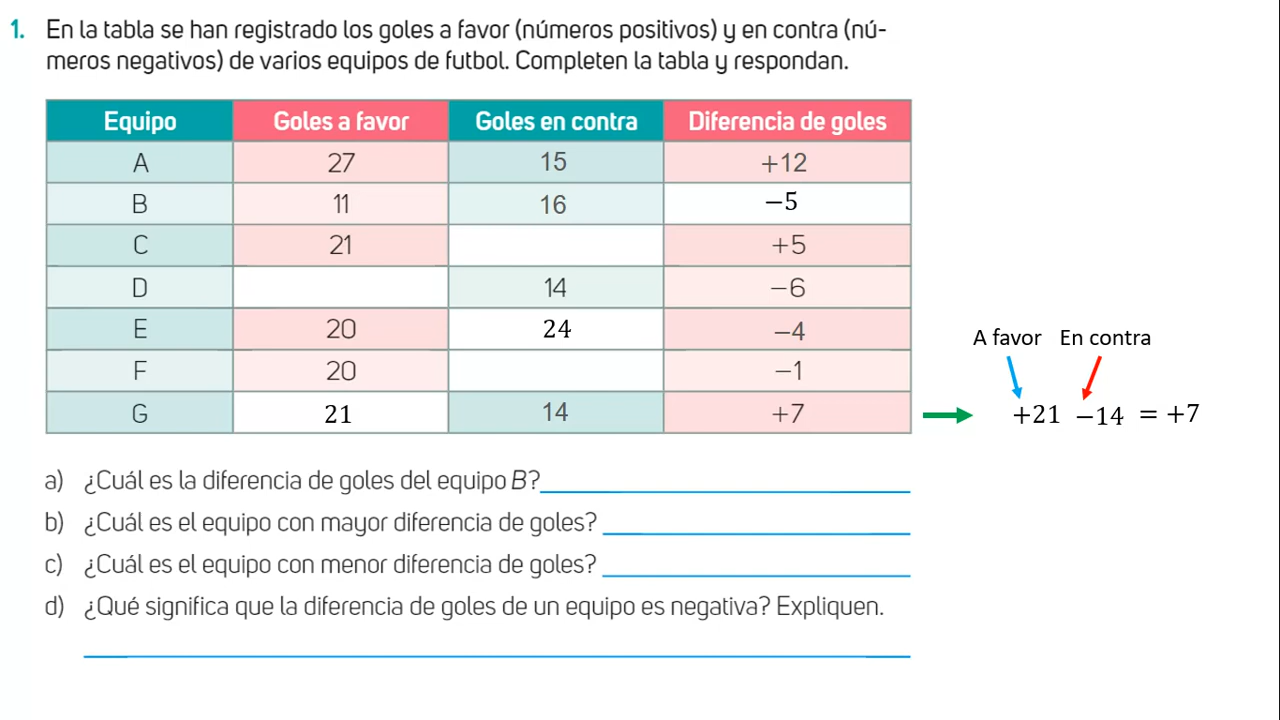 1. En la tabla se han registrado los goles a favor (números positivos) y en contra (nú-
meros negativos) de varios equipos de futbol. Completen la tabla y respondan.
Equipo Goles a favor Goles en contra Diferencia de goles
A 27 15 +12
B 11 16 −5
C 21 +5
D 14 −6
E 20 24 −4
F 20 −1
G 21 14 +7
A favor En contra
+21 −14 = +7
a) ¿Cuál es la diferencia de goles del equipo B?
b) ¿Cuál es el equipo con mayor diferencia de goles?
c) ¿Cuál es el equipo con menor diferencia de goles?
d) ¿Qué significa que la diferencia de goles de un equipo es negativa? Expliquen.